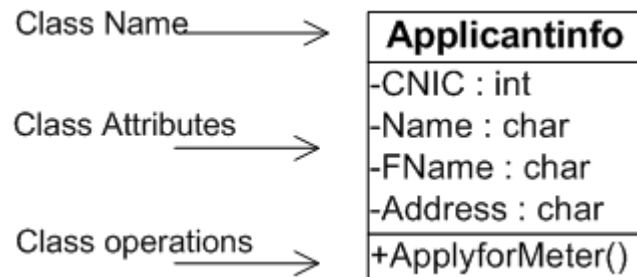 Class Name
Applicantinfo
-CNIC : int
-Name : char
Class Attributes
-FName : char
-Address : char
Class operations
+ApplyforMeter()